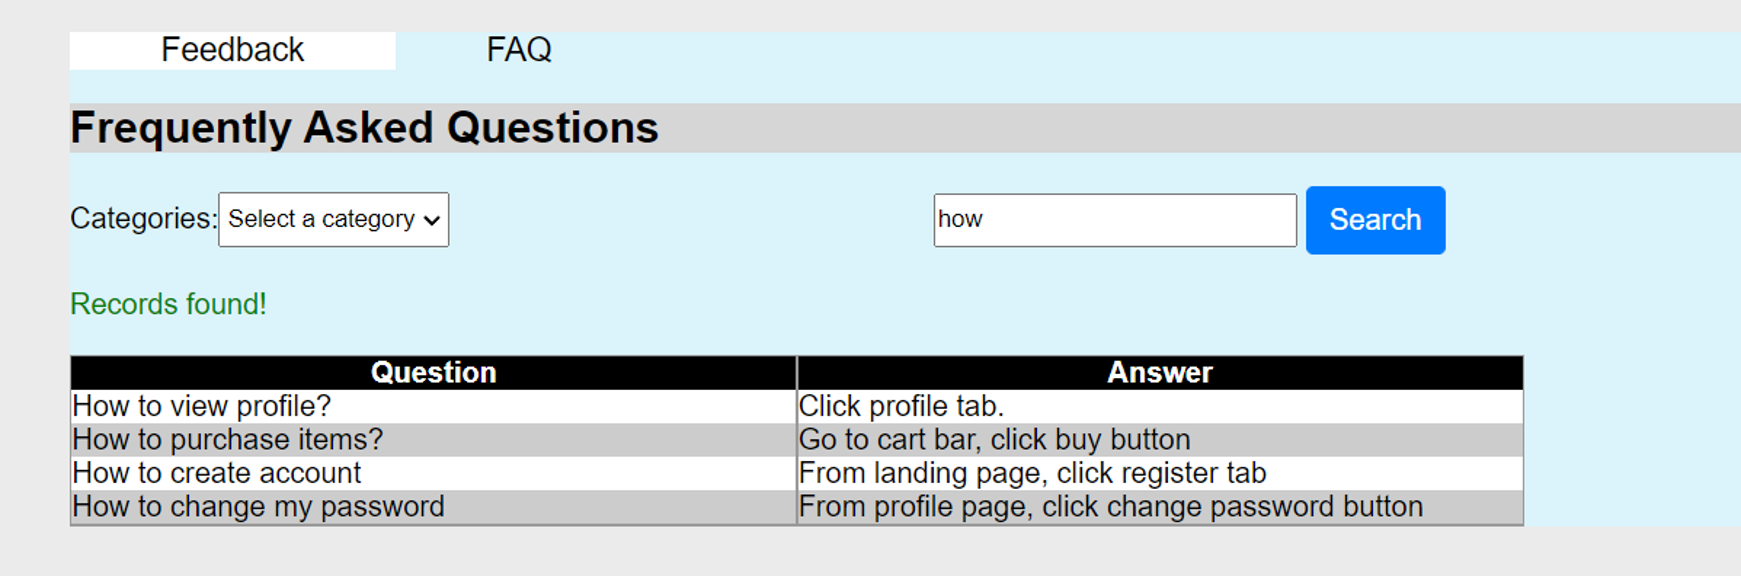 Feedback FAQ
Frequently Asked Questions
Categories: Select a category how Search
Records found!
Question Answer
How to view profile? Click profile tab.
How to purchase items? Go to cart bar, click buy button
How to create account From landing page, click register tab
How to change my password From profile page, click change password button